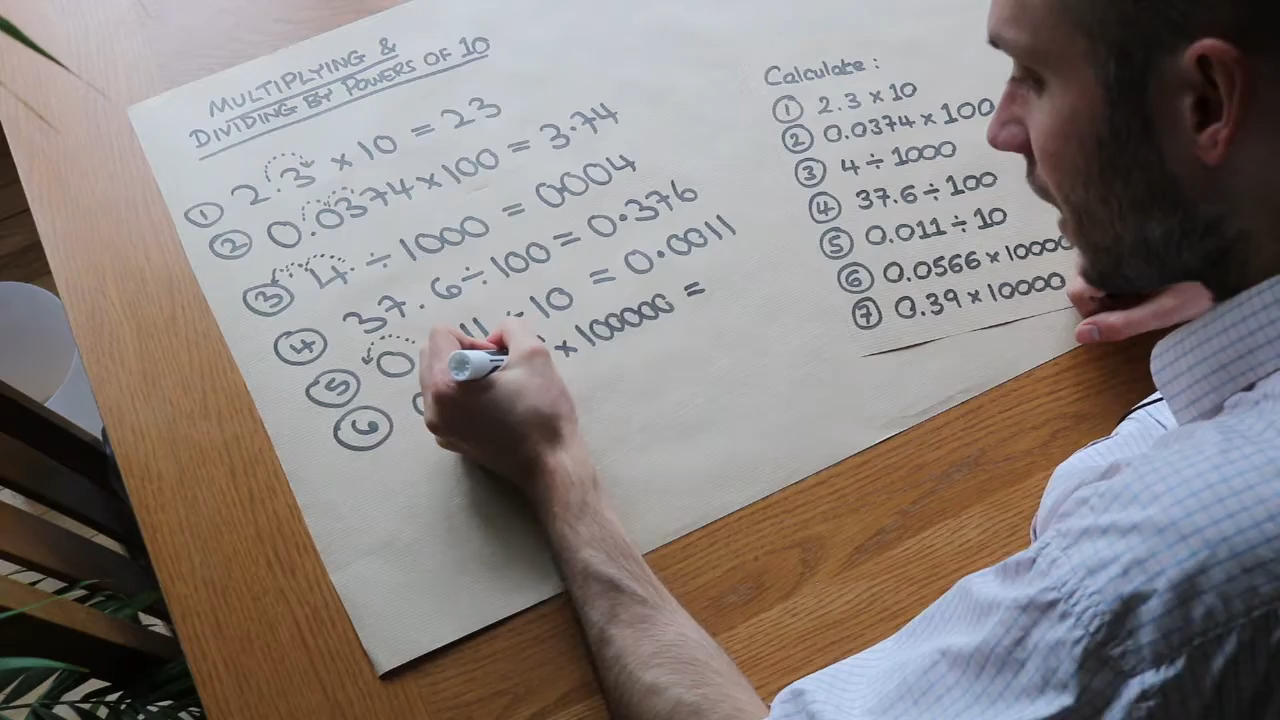 MULTIPLYING &
DIVIDING BY POWERS OF 10
① 2.3 × 10 = 23
② 0.0374 × 100 = 3.74
③ 4. ÷ 1000 = 0004
④ 37.6 ÷ 100 = 0.376
⑤ 0 11 ÷ 10 = 0.0011
⑥ × 100000 =
Calculate:
① 2.3 × 10
② 0.0374 × 100
③ 4 ÷ 1000
④ 37.6 ÷ 100
⑤ 0.011 ÷ 10
⑥ 0.0566 × 10000
⑦ 0.39 × 10000